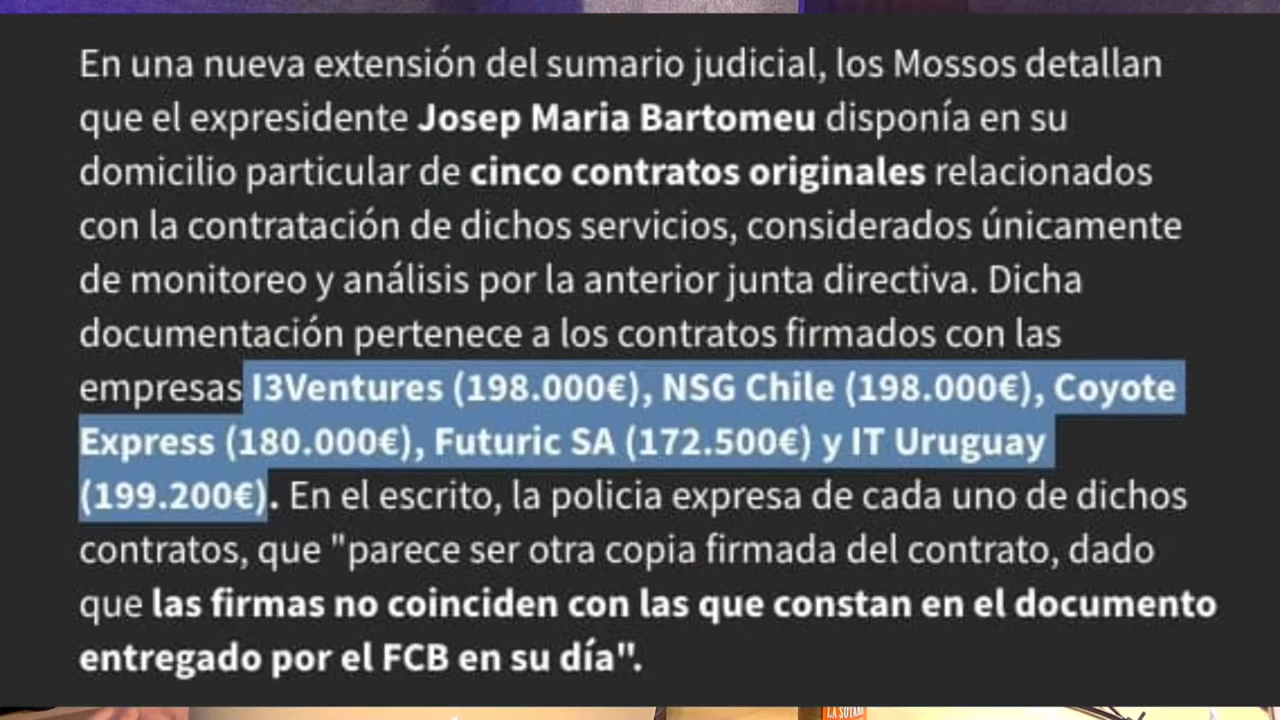 En una nueva extensión del sumario judicial, los Mossos detallan
que el expresidente Josep Maria Bartomeu disponía en su
domicilio particular de cinco contratos originales relacionados
con la contratación de dichos servicios, considerados únicamente
de monitoreo y análisis por la anterior junta directiva. Dicha
documentación pertenece a los contratos firmados con las
empresas I3Ventures (198.000€), NSG Chile (198.000€), Coyote
Express (180.000€), Futuric SA (172.500€) y IT Uruguay
(199.200€). En el escrito, la policia expresa de cada uno de dichos
contratos, que "parece ser otra copia firmada del contrato, dado
que las firmas no coinciden con las que constan en el documento
entregado por el FCB en su día".
LA SOTANA